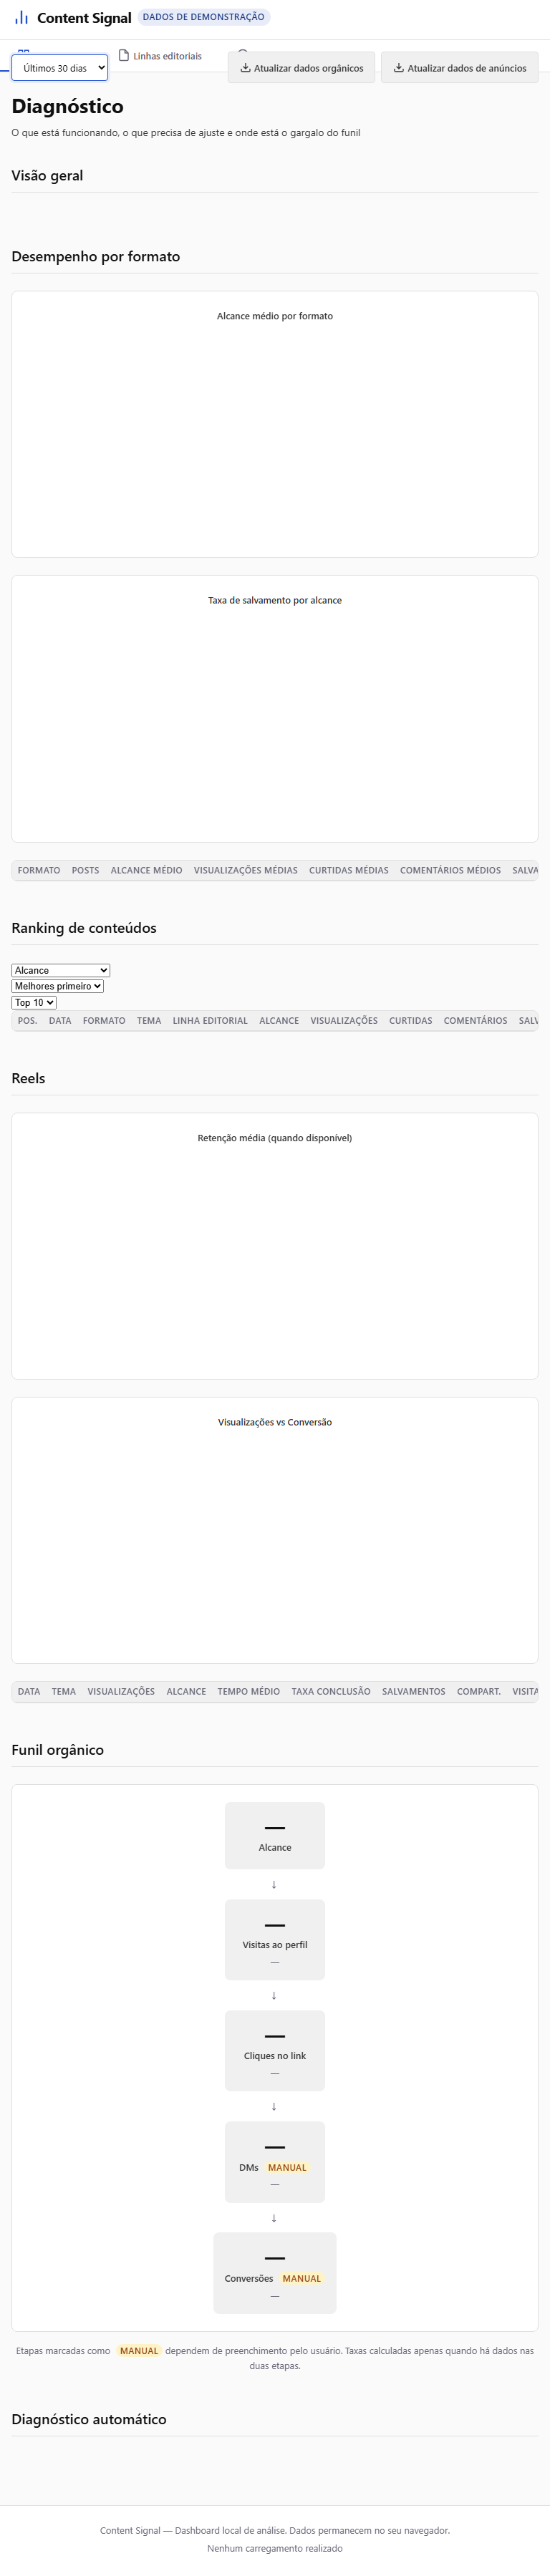 Content Signal DADOS DE DEMONSTRAÇÃO
Linhas editoriais
Últimos 30 dias
Atualizar dados orgânicos
Atualizar dados de anúncios
Diagnóstico
O que está funcionando, o que precisa de ajuste e onde está o gargalo do funil
Visão geral
Desempenho por formato
Alcance médio por formato
Taxa de salvamento por alcance
FORMATO POSTS ALCANCE MÉDIO VISUALIZAÇÕES MÉDIAS CURTIDAS MÉDIAS COMENTÁRIOS MÉDIOS SALVA
Ranking de conteúdos
Alcance
Melhores primeiro
Top 10
POS. DATA FORMATO TEMA LINHA EDITORIAL ALCANCE VISUALIZAÇÕES CURTIDAS COMENTÁRIOS SALV
Reels
Retenção média (quando disponível)
Visualizações vs Conversão
DATA TEMA VISUALIZAÇÕES ALCANCE TEMPO MÉDIO TAXA CONCLUSÃO SALVAMENTOS COMPART. VISITA
Funil orgânico
—
Alcance
↓
—
Visitas ao perfil
—
↓
—
Cliques no link
—
↓
—
DMs MANUAL
—
↓
—
Conversões MANUAL
—
Etapas marcadas como MANUAL dependem de preenchimento pelo usuário. Taxas calculadas apenas quando há dados nas
duas etapas.
Diagnóstico automático
Content Signal — Dashboard local de análise. Dados permanecem no seu navegador.
Nenhum carregamento realizado